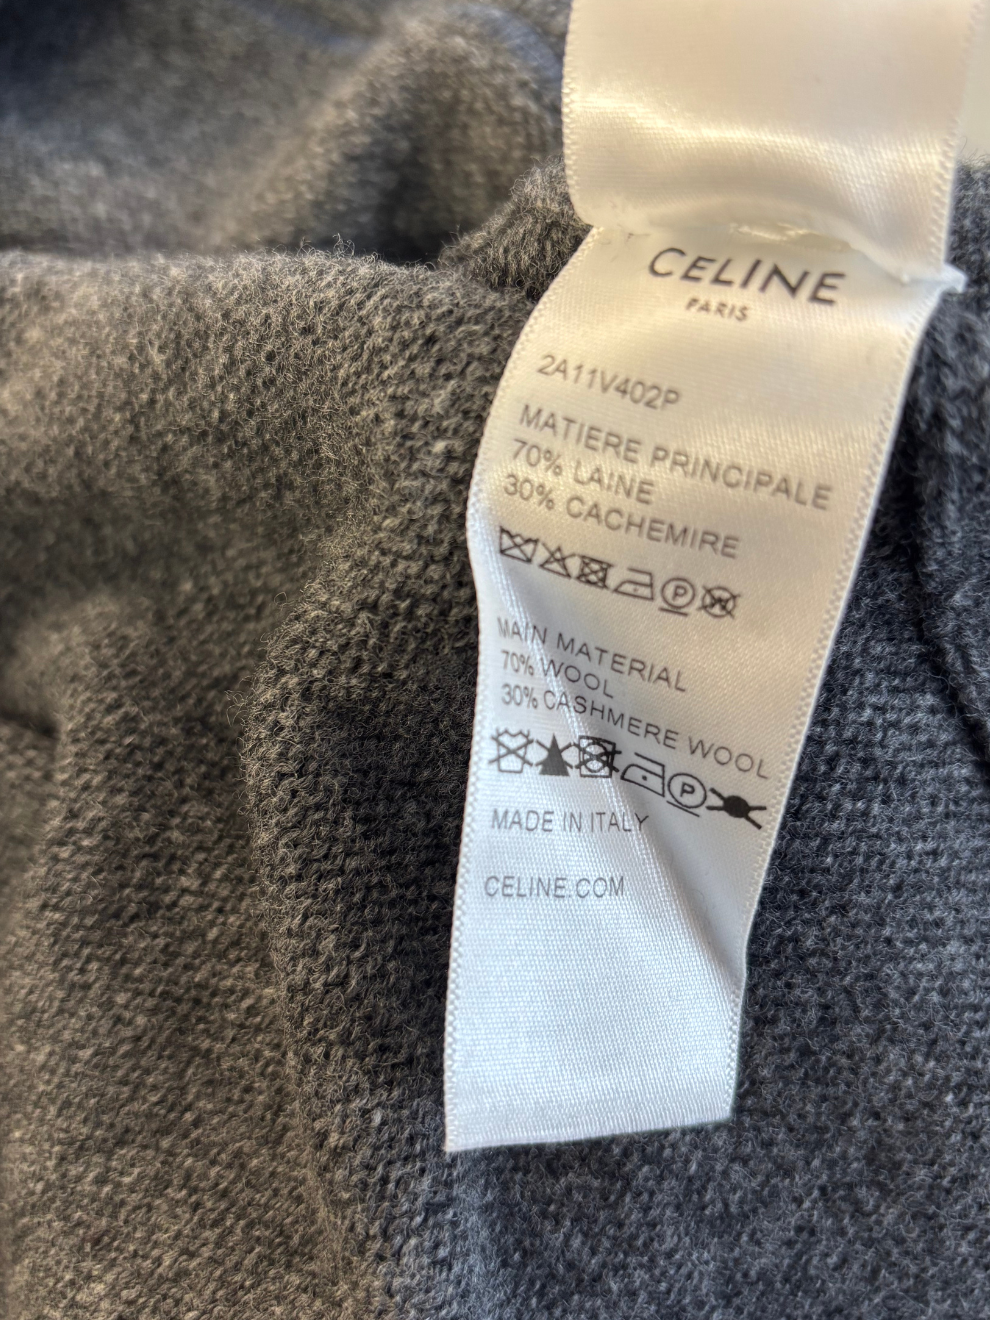 CELINE
PARIS
2A11V402P
MATIERE PRINCIPALE
70% LAINE
30% CACHEMIRE
P W
MAIN MATERIAL
70% WOOL
30% CASHMERE WOOL
P
MADE IN ITALY
CELINE.COM